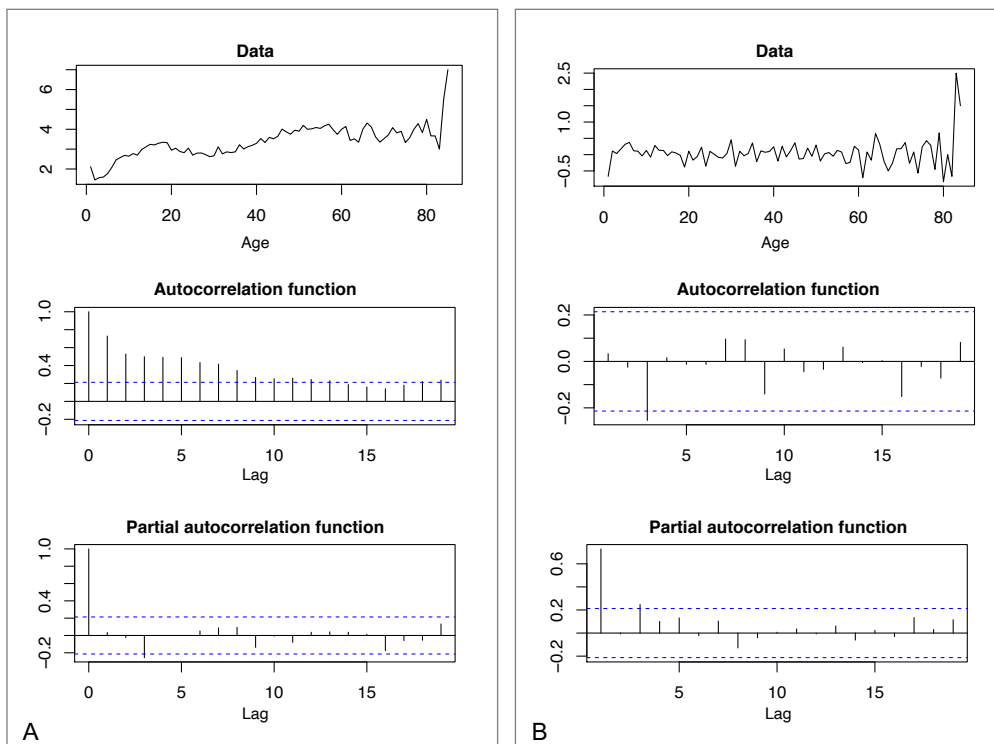 Data
6
4
2
0 20 40 60 80
Age
Autocorrelation function
1.0
0.4
−0.2
0 5 10 15
Lag
Partial autocorrelation function
1.0
0.4
−0.2
0 5 10 15
Lag
A
Data
2.5
1.0
−0.5
0 20 40 60 80
Age
Autocorrelation function
0.2
0.0
−0.2
5 10 15
Lag
Partial autocorrelation function
0.6
0.2
−0.2
5 10 15
Lag
B